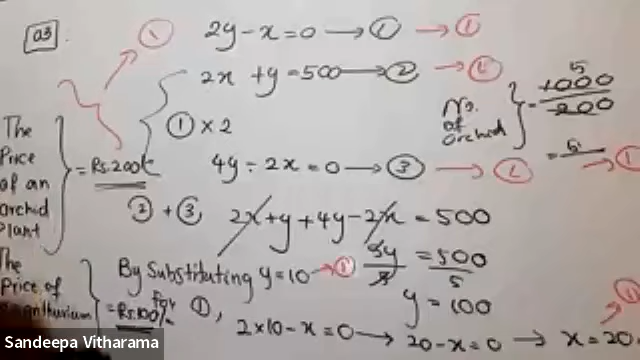 Q3.
2y - x = 0 → ① → ①
2x + y = 500 → ② → ①
① × 2
4y - 2x = 0 → ③ → ①
② + ③ 2x + y + 4y - 2x = 500
5y/5 = 500/5
y = 100
By Substituting y = 10 → ①
for ①,
2×10 - x = 0 → 20 - x = 0 → x = 20
The Price of an Orchid Plant } = Rs. 200/=
The Price of } = Rs. 100/=
No. of Orchid } = 1000/200
= 5 → ①
Sandeepa Vitharama